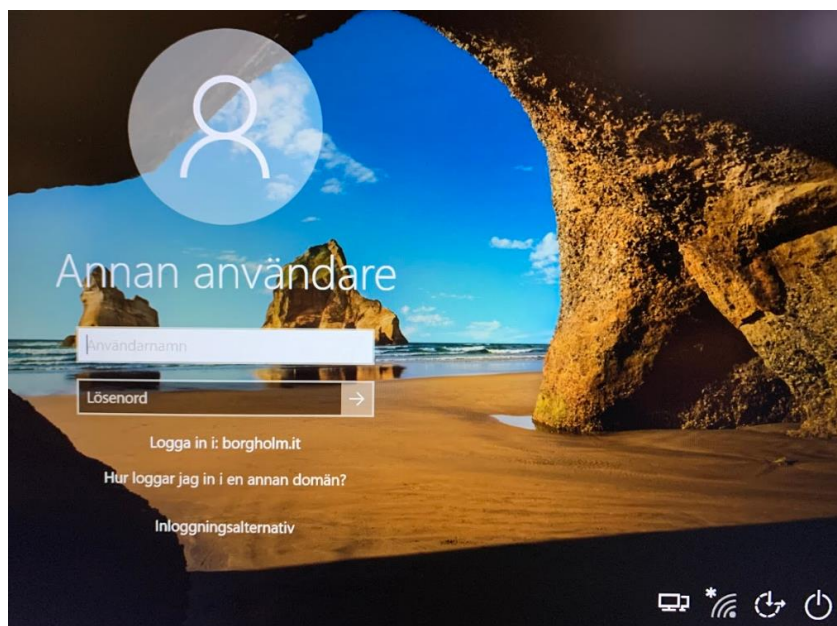 Annan användare
Användarnamn
Lösenord
Logga in i: borgholm.it
Hur loggar jag in i en annan domän?
Inloggningsalternativ